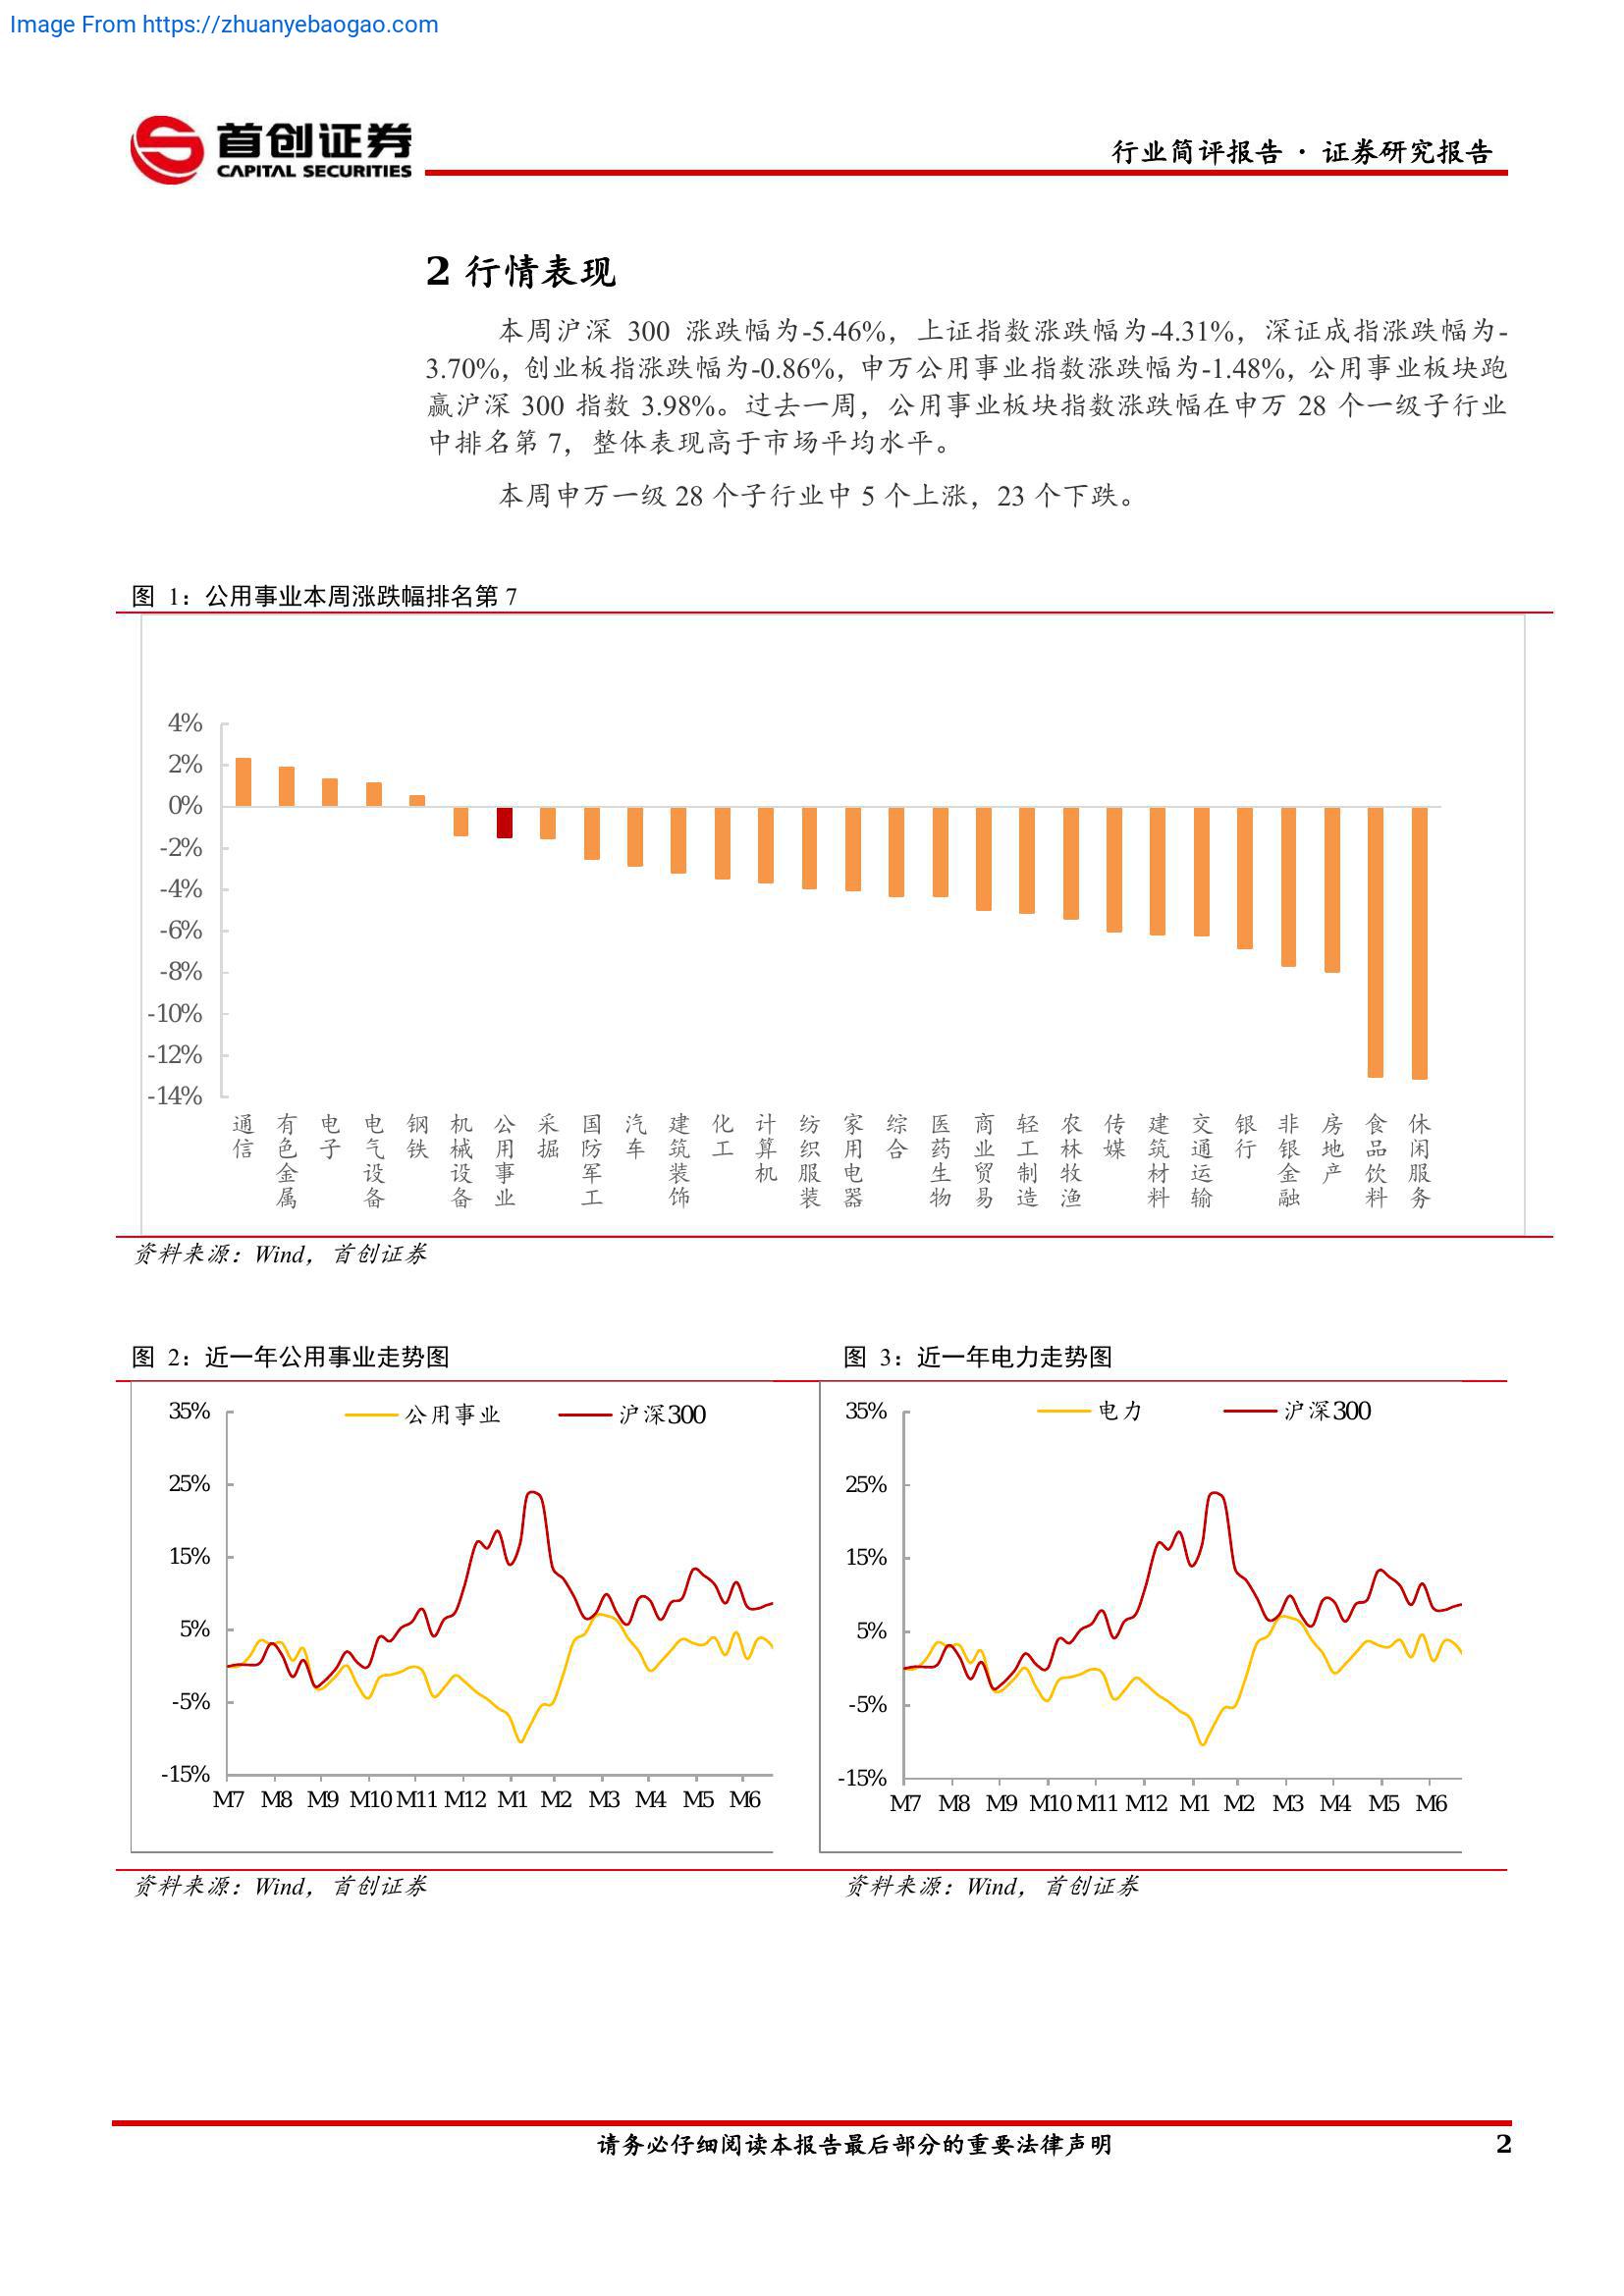 Image From https://zhuanyebaogao.com
首创证券
CAPITAL SECURITIES
行业简评报告 · 证券研究报告
2 行情表现
本周沪深 300 涨跌幅为-5.46%，上证指数涨跌幅为-4.31%，深证成指涨跌幅为-
3.70%，创业板指涨跌幅为-0.86%，申万公用事业指数涨跌幅为-1.48%，公用事业板块跑
赢沪深 300 指数 3.98%。过去一周，公用事业板块指数涨跌幅在申万 28 个一级子行业
中排名第 7，整体表现高于市场平均水平。
本周申万一级 28 个子行业中 5 个上涨，23 个下跌。
图 1：公用事业本周涨跌幅排名第 7
4%
2%
0%
-2%
-4%
-6%
-8%
-10%
-12%
-14%
通信
有色金属
电子
电气设备
钢铁
机械设备
公用事业
采掘
国防军工
汽车
建筑装饰
化工
计算机
纺织服装
家用电器
综合
医药生物
商业贸易
轻工制造
农林牧渔
传媒
建筑材料
交通运输
银行
非银金融
房地产
食品饮料
休闲服务
资料来源：Wind，首创证券
图 2：近一年公用事业走势图
公用事业 沪深300
35%
25%
15%
5%
-5%
-15%
M7 M8 M9 M10 M11 M12 M1 M2 M3 M4 M5 M6
资料来源：Wind，首创证券
图 3：近一年电力走势图
电力 沪深300
35%
25%
15%
5%
-5%
-15%
M7 M8 M9 M10 M11 M12 M1 M2 M3 M4 M5 M6
资料来源：Wind，首创证券
请务必仔细阅读本报告最后部分的重要法律声明 2